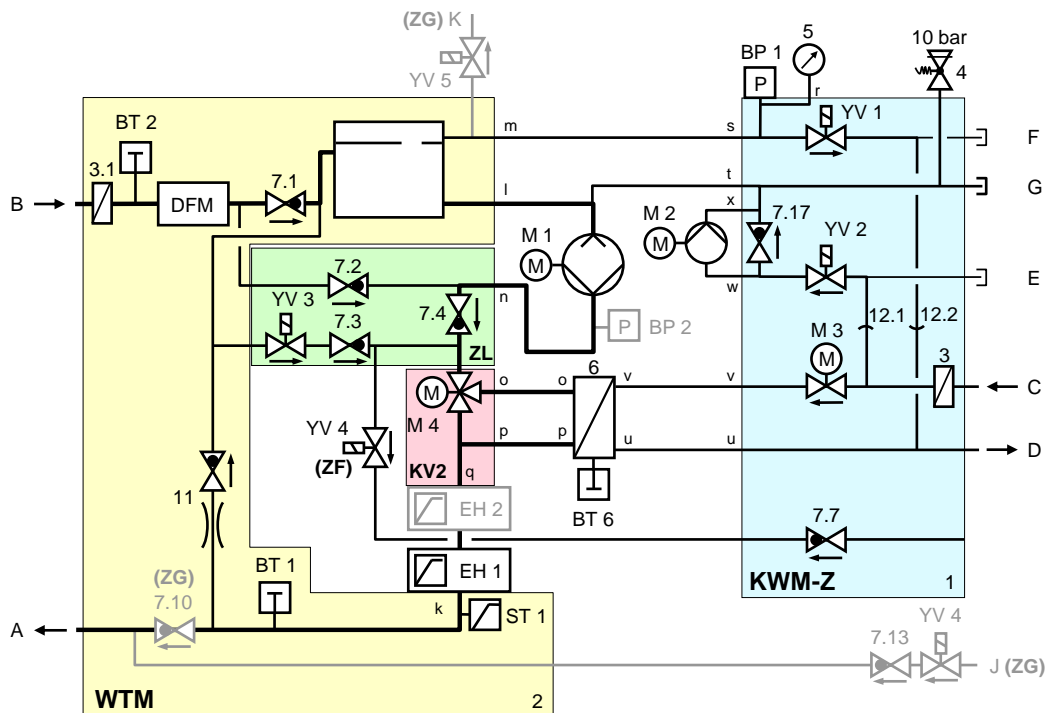 (ZG) K
YV 5
5
10 bar
BP 1
4
P
r
BT 2
m
s
YV 1
F
3.1
7.1
l
t
G
B
DFM
x
M 2
7.17
M 1
M
YV 2
M
7.2
w
E
n
YV 3
7.4
P
BP 2
12.1
12.2
7.3
M 3
ZL
M
6
3
M
o
o
v
v
C
M 4
YV 4
(ZF)
p
p
u
u
D
KV2
q
11
EH 2
BT 6
7.7
EH 1
KWM-Z
1
(ZG)
7.10
BT 1
k
ST 1
YV 4
A
7.13
J (ZG)
WTM
2